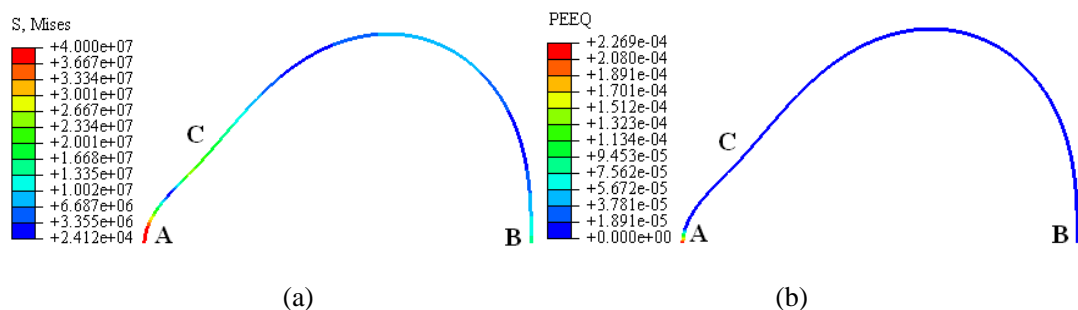 S, Mises
+4.000e+07
+3.667e+07
+3.334e+07
+3.001e+07
+2.667e+07
+2.334e+07
+2.001e+07
+1.668e+07
+1.335e+07
+1.002e+07
+6.687e+06
+3.355e+06
+2.412e+04
C
A
B
(a)
PEEQ
+2.269e-04
+2.080e-04
+1.891e-04
+1.701e-04
+1.512e-04
+1.323e-04
+1.134e-04
+9.453e-05
+7.562e-05
+5.672e-05
+3.781e-05
+1.891e-05
+0.000e+00
C
A
B
(b)